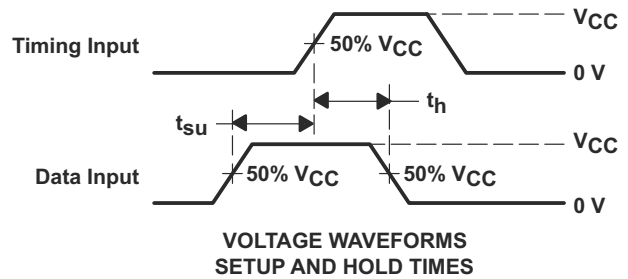 VCC
Timing Input
50% VCC
0 V
th
tsu
VCC
Data Input
50% VCC
50% VCC
0 V
VOLTAGE WAVEFORMS
SETUP AND HOLD TIMES